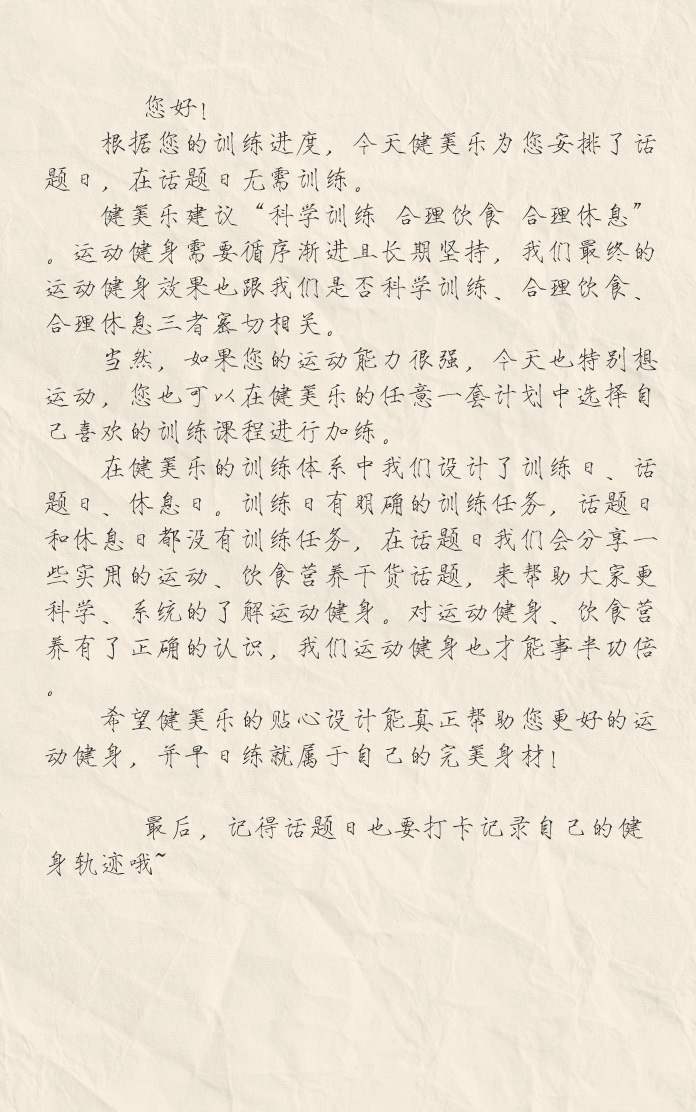 您好！
根据您的训练进度，今天健美乐为您安排了话
题日，在话题日无需训练。
健美乐建议“科学训练 合理饮食 合理休息”
。运动健身需要循序渐进且长期坚持，我们最终的
运动健身效果也跟我们是否科学训练、合理饮食、
合理休息三者密切相关。
当然，如果您的运动能力很强，今天也特别想
运动，您也可以在健美乐的任意一套计划中选择自
己喜欢的训练课程进行加练。
在健美乐的训练体系中我们设计了训练日、话
题日、休息日。训练日有明确的训练任务，话题日
和休息日都没有训练任务，在话题日我们会分享一
些实用的运动、饮食营养干货话题，来帮助大家更
科学、系统的了解运动健身。对运动健身、饮食营
养有了正确的认识，我们运动健身也才能事半功倍
。
希望健美乐的贴心设计能真正帮助您更好的运
动健身，并早日练就属于自己的完美身材！
最后，记得话题日也要打卡记录自己的健
身轨迹哦~